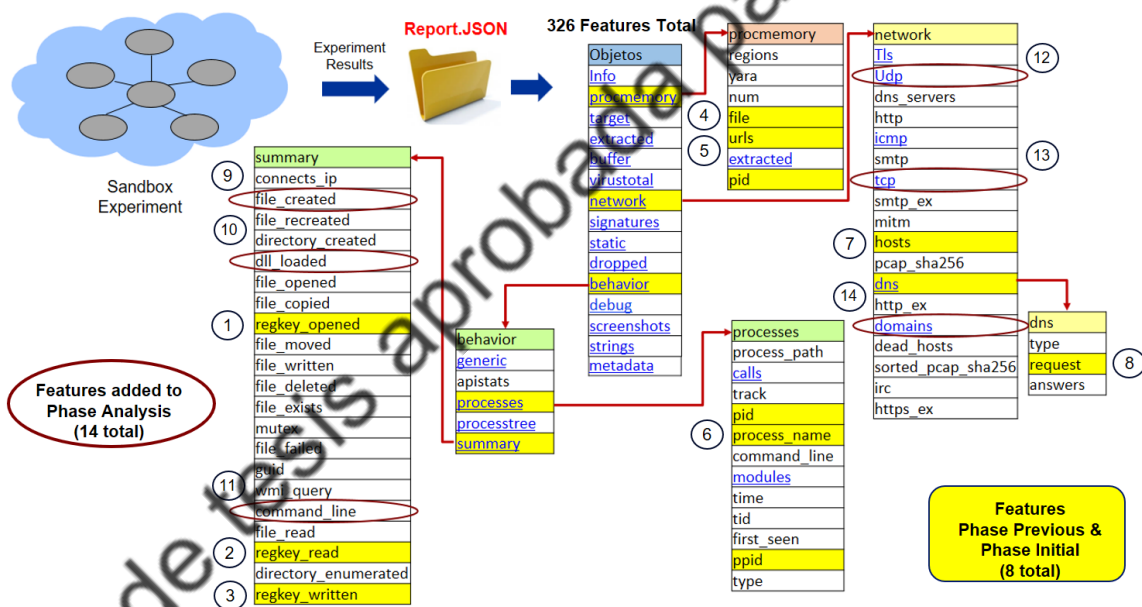 Sandbox
Experiment
Experiment
Results
Report.JSON
326 Features Total
Objetos
Info
procmemory
target
extracted
buffer
virustotal
network
signatures
static
dropped
behavior
debug
screenshots
strings
metadata
procmemory
regions
yara
num
4
file
5
urls
extracted
pid
network
Tls
12
Udp
dns_servers
http
icmp
smtp
13
tcp
smtp_ex
mitm
7
hosts
pcap_sha256
dns
14
http_ex
domains
dead_hosts
sorted_pcap_sha256
irc
https_ex
dns
type
request
8
answers
summary
9
connects_ip
file_created
file_recreated
10
directory_created
dll_loaded
file_opened
file_copied
1
regkey_opened
file_moved
file_written
file_deleted
file_exists
mutex
file_failed
guid
11
wmi_query
command_line
file_read
2
regkey_read
directory_enumerated
3
regkey_written
behavior
generic
apistats
processes
processtree
summary
processes
process_path
calls
track
pid
6
process_name
command_line
modules
time
tid
first_seen
ppid
type
Features added to
Phase Analysis
(14 total)
Features
Phase Previous &
Phase Initial
(8 total)
de tesis aprobada pa